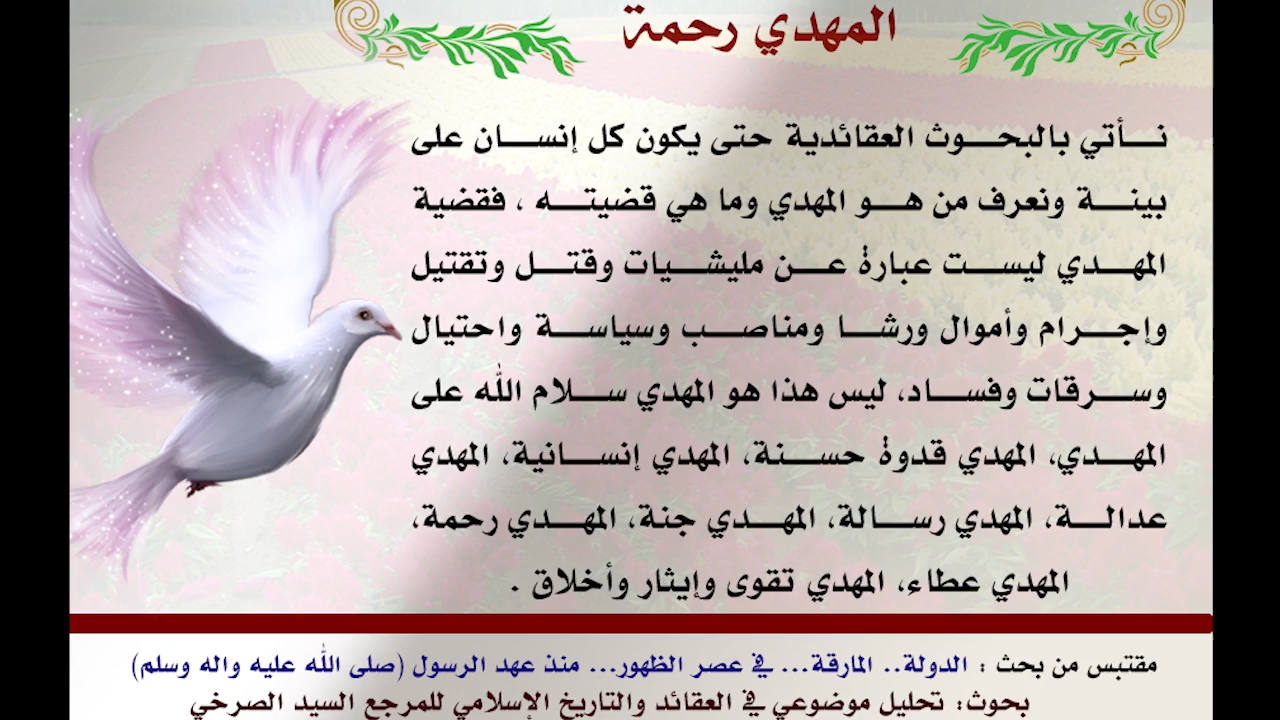 المهدي رحمة
نأتي بالبحوث العقائدية حتى يكون كل إنسان على
بينة ونعرف من هو المهدي وما هي قضيته ، فقضية
المهدي ليست عبارة عن مليشيات وقتل وتقتيل
وإجرام وأموال ورشا ومناصب وسياسة واحتيال
وسرقات وفساد، ليس هذا هو المهدي سلام الله على
المهدي، المهدي قدوة حسنة، المهدي إنسانية، المهدي
عدالة، المهدي رسالة، المهدي جنة، المهدي رحمة،
المهدي عطاء، المهدي تقوى وإيثار وأخلاق .
مقتبس من بحث : الدولة.. المارقة... في عصر الظهور... منذ عهد الرسول (صلى الله عليه واله وسلم)
بحوث: تحليل موضوعي في العقائد والتاريخ الإسلامي للمرجع السيد الصرخي